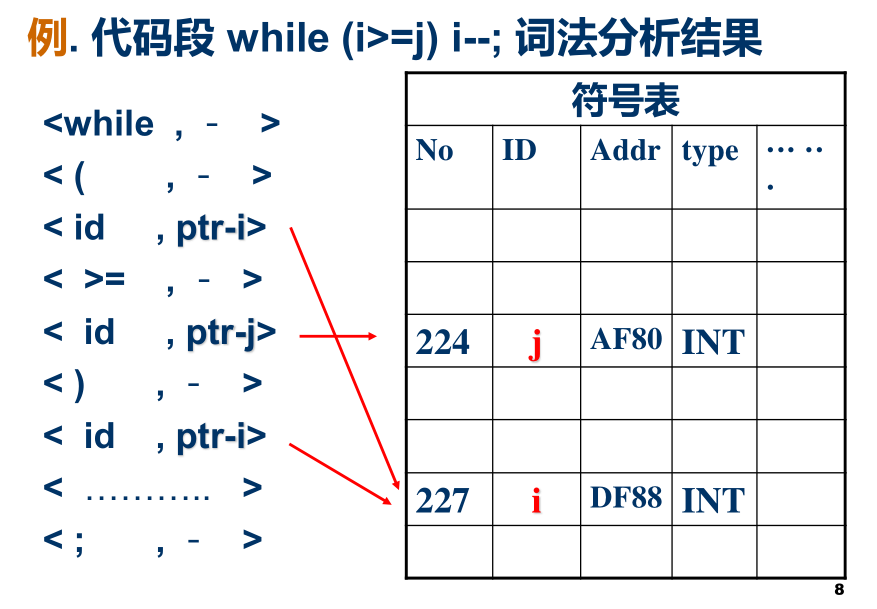 例. 代码段 while (i>=j) i--; 词法分析结果
<while , － >
< ( , － >
< id , ptr-i>
< >= , － >
< id , ptr-j>
< ) , － >
< id , ptr-i>
< ……….. >
< ; , － >
符号表
No ID Addr type … ..
.
224 j AF80 INT
227 i DF88 INT
8